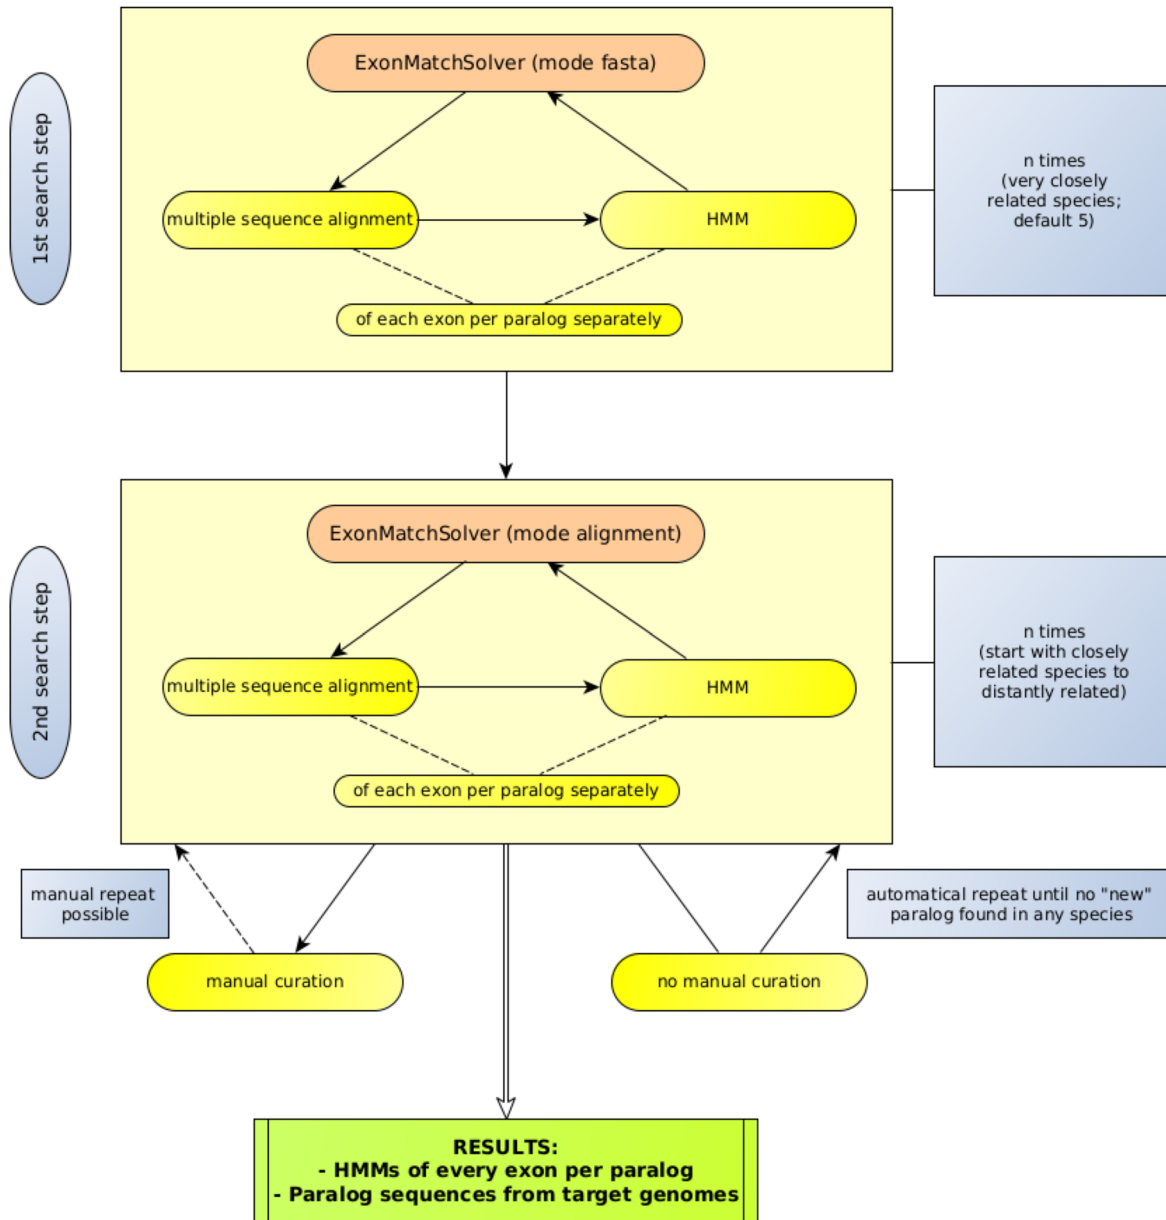 1st search step
ExonMatchSolver (mode fasta)
multiple sequence alignment
HMM
of each exon per paralog separately
n times
(very closely
related species;
default 5)
2nd search step
ExonMatchSolver (mode alignment)
multiple sequence alignment
HMM
of each exon per paralog separately
n times
(start with closely
related species to
distantly related)
manual repeat
possible
manual curation
no manual curation
automatical repeat until no "new"
paralog found in any species
RESULTS:
- HMMs of every exon per paralog
- Paralog sequences from target genomes